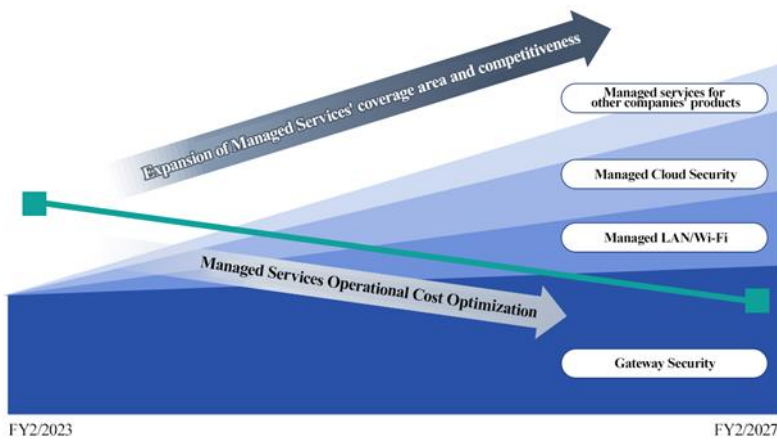 Expansion of Managed Services' coverage area and competitiveness
Managed services for
other companies' products
Managed Cloud Security
Managed LAN/Wi-Fi
Managed Services Operational Cost Optimization
Gateway Security
FY2/2023
FY2/2027